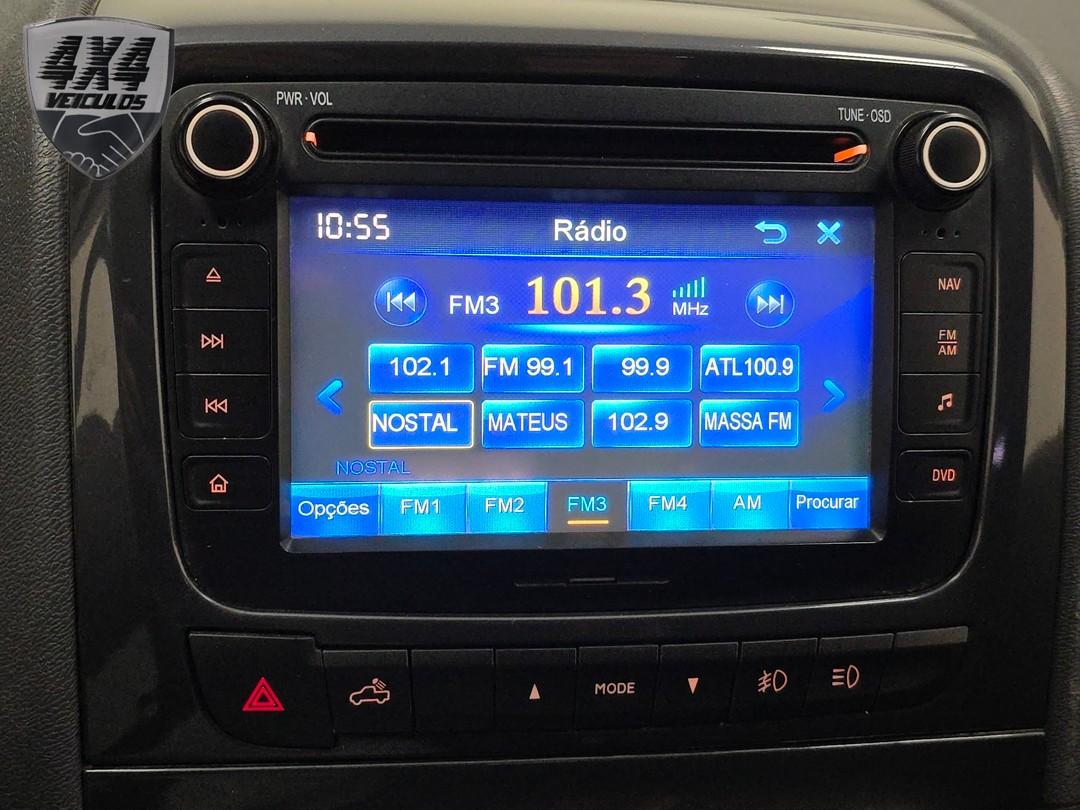 4X4
VEICULOS
PWR·VOL
TUNE·OSD
10:55 Rádio
FM3 101.3 MHz
102.1 FM 99.1 99.9 ATL100.9
NOSTAL MATEUS 102.9 MASSA FM
NOSTAL
Opções FM1 FM2 FM3 FM4 AM Procurar
NAV
FM
AM
DVD
MODE